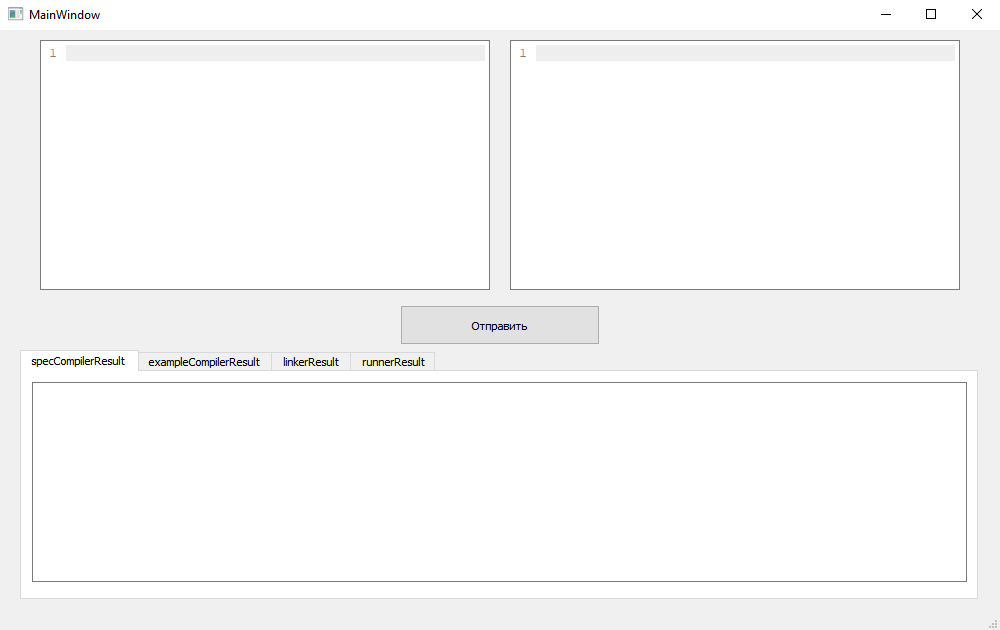 MainWindow
1
1
Отправить
specCompilerResult
exampleCompilerResult
linkerResult
runnerResult